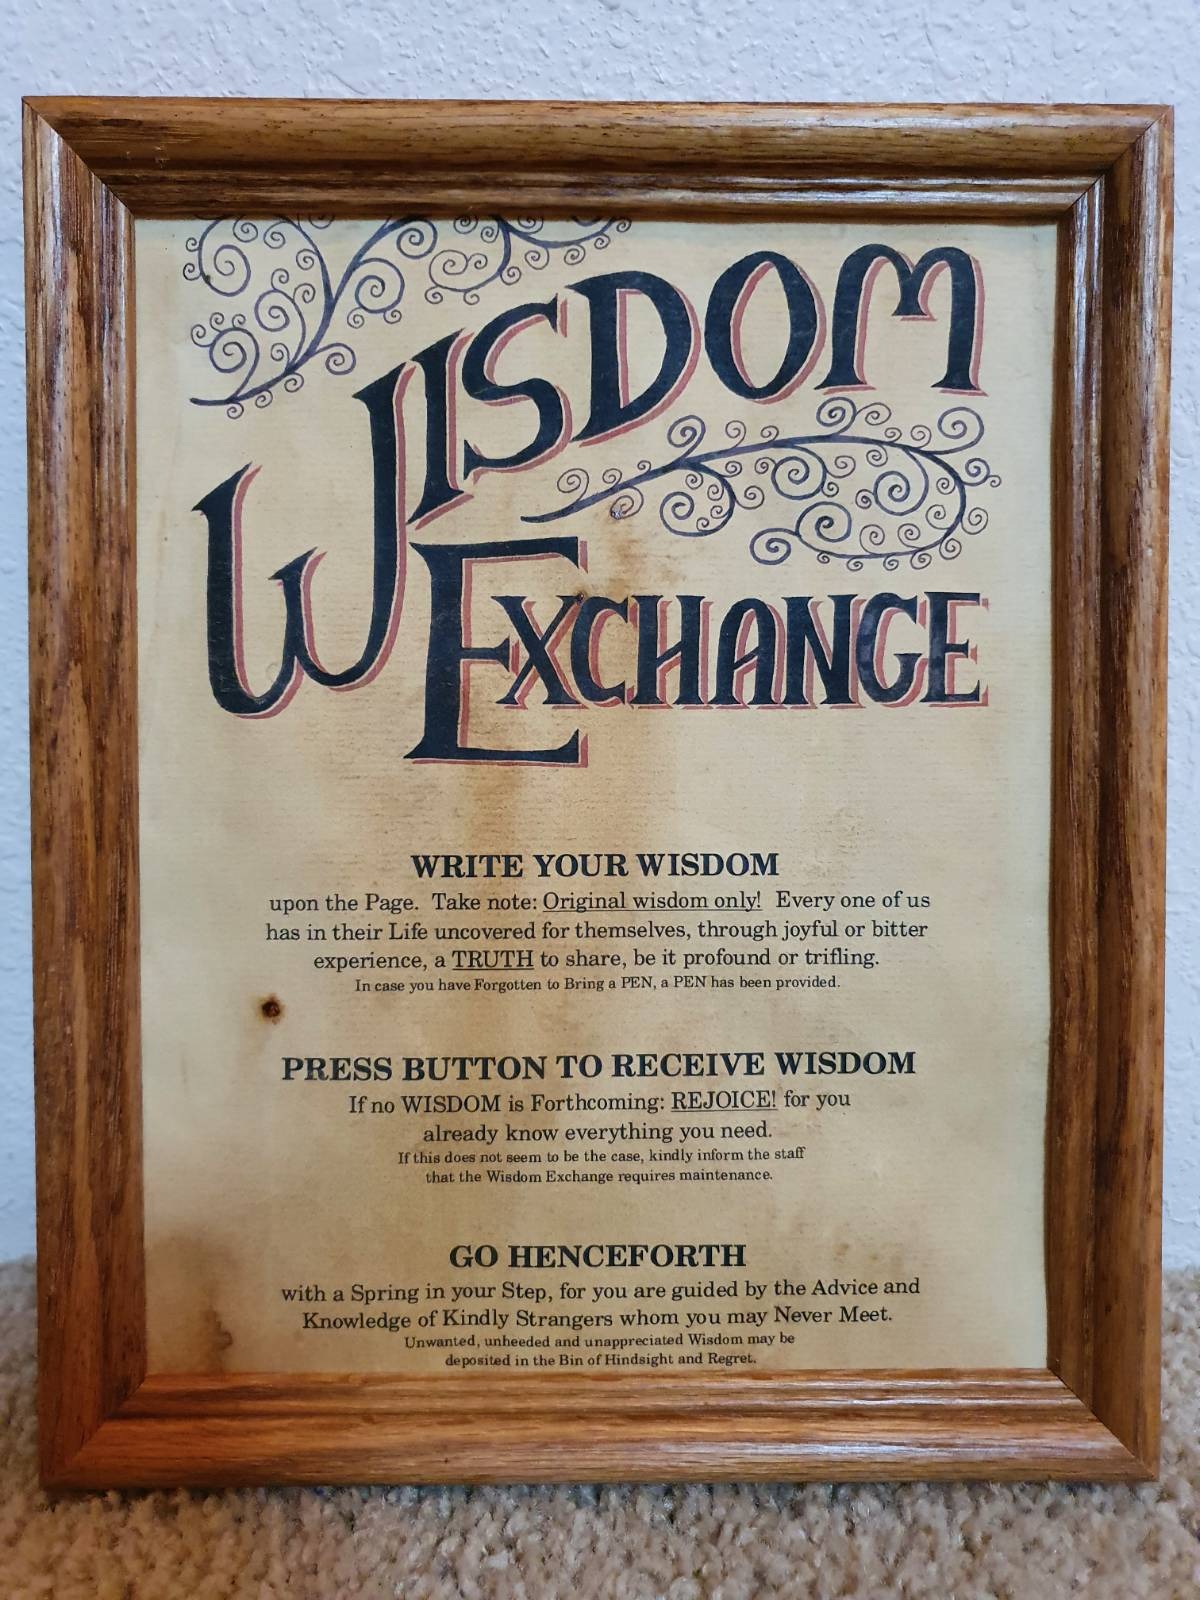 WISDOM
EXCHANGE
WRITE YOUR WISDOM
upon the Page. Take note: Original wisdom only! Every one of us
has in their Life uncovered for themselves, through joyful or bitter
experience, a TRUTH to share, be it profound or trifling.
In case you have Forgotten to Bring a PEN, a PEN has been provided.
PRESS BUTTON TO RECEIVE WISDOM
If no WISDOM is Forthcoming: REJOICE! for you
already know everything you need.
If this does not seem to be the case, kindly inform the staff
that the Wisdom Exchange requires maintenance.
GO HENCEFORTH
with a Spring in your Step, for you are guided by the Advice and
Knowledge of Kindly Strangers whom you may Never Meet.
Unwanted, unheeded and unappreciated Wisdom may be
deposited in the Bin of Hindsight and Regret.